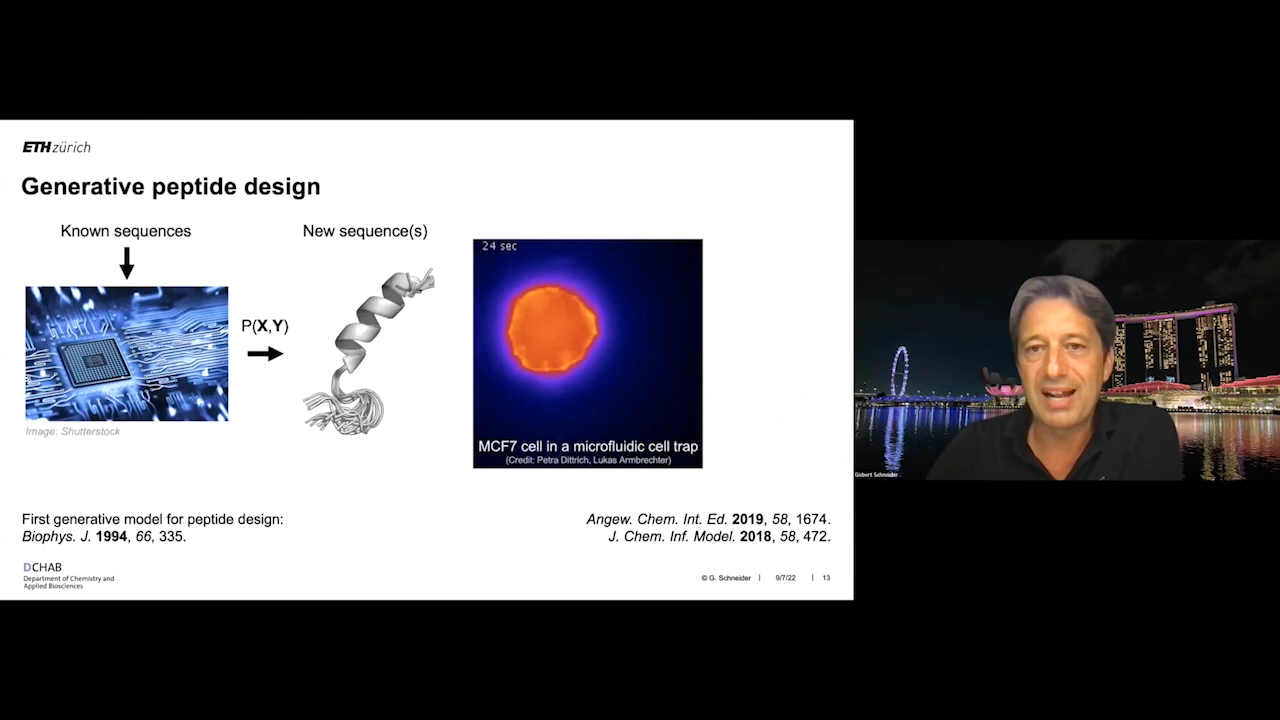 ETH zürich
Generative peptide design
Known sequences
New sequence(s)
P(X,Y)
Image: Shutterstock
24 sec
MCF7 cell in a microfluidic cell trap
(Credit: Petra Dittrich, Lukas Armbrechter)
Gisbert Schneider
First generative model for peptide design:
Biophys. J. 1994, 66, 335.
Angew. Chem. Int. Ed. 2019, 58, 1674.
J. Chem. Inf. Model. 2018, 58, 472.
DCHAB
Department of Chemistry and
Applied Biosciences
© G. Schneider | 9/7/22 | 13